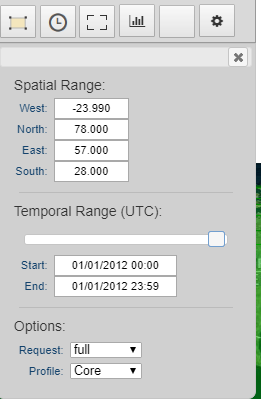 Spatial Range:
West: -23.990
North: 78.000
East: 57.000
South: 28.000
Temporal Range (UTC):
Start: 01/01/2012 00:00
End: 01/01/2012 23:59
Options:
Request: full
Profile: Core